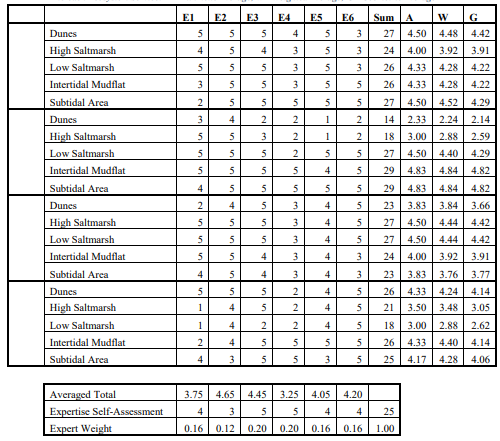 E1 E2 E3 E4 E5 E6 Sum A W G
Dunes 5 5 5 4 5 3 27 4.50 4.48 4.42
High Saltmarsh 4 5 4 3 5 3 24 4.00 3.92 3.91
Low Saltmarsh 5 5 5 3 5 3 26 4.33 4.28 4.22
Intertidal Mudflat 3 5 5 5 5 3 26 4.33 4.28 4.22
Subtidal Area 2 5 5 5 5 5 27 4.50 4.52 4.29
Dunes 3 4 2 2 1 2 14 2.33 2.24 2.14
High Saltmarsh 5 5 3 2 1 2 18 3.00 2.88 2.59
Low Saltmarsh 5 5 5 2 5 5 27 4.50 4.40 4.29
Intertidal Mudflat 5 5 5 5 4 5 29 4.83 4.84 4.82
Subtidal Area 4 5 5 5 5 5 29 4.83 4.84 4.82
Dunes 2 4 5 3 4 5 23 3.83 3.84 3.66
High Saltmarsh 5 5 5 3 4 5 27 4.50 4.44 4.42
Low Saltmarsh 5 5 5 3 4 5 27 4.50 4.44 4.42
Intertidal Mudflat 5 5 4 3 4 3 24 4.00 3.92 3.91
Subtidal Area 4 5 4 3 4 3 23 3.83 3.76 3.77
Dunes 5 5 5 2 4 5 26 4.33 4.24 4.14
High Saltmarsh 1 4 5 2 4 5 21 3.50 3.48 3.05
Low Saltmarsh 1 4 2 2 4 5 18 3.00 2.88 2.62
Intertidal Mudflat 2 4 5 5 5 5 26 4.33 4.40 4.14
Subtidal Area 4 3 5 5 3 5 25 4.17 4.28 4.06
Averaged Total 3.75 4.65 4.45 3.25 4.05 4.20
Expertise Self-Assessment 4 3 5 5 4 4 25
Expert Weight 0.16 0.12 0.20 0.20 0.16 0.16 1.00